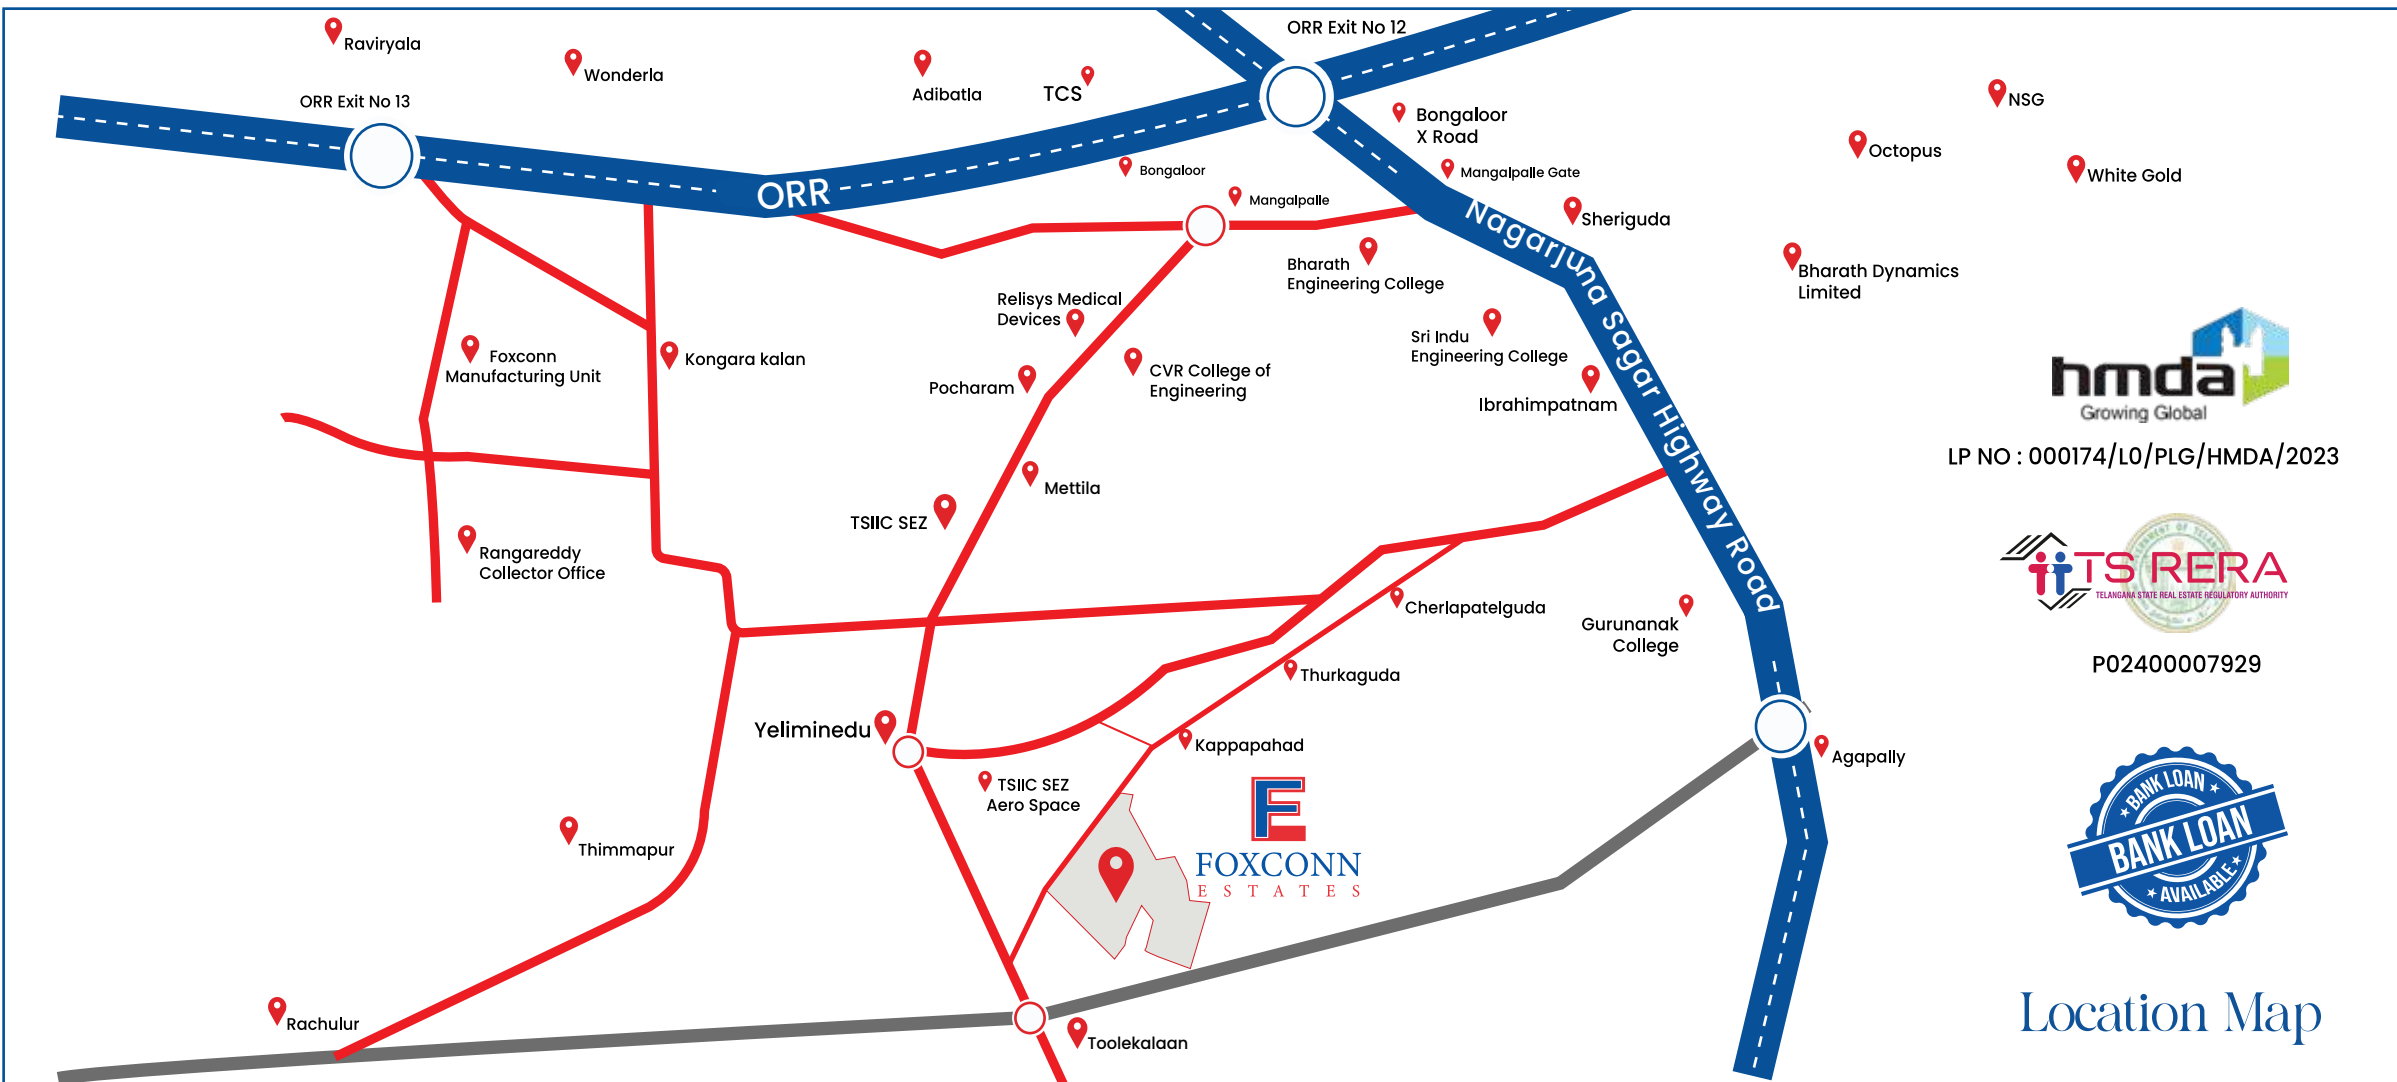 ORR Exit No 12
Raviryala
Wonderla
Adibatla
TCS
ORR Exit No 13
NSG
Bongaloor
X Road
Octopus
White Gold
Bongaloor
Mangalpalle Gate
ORR
Mangalpalle
Sheriguda
Nagarjuna Sagar Highway Road
Bharath
Engineering College
Bharath Dynamics
Limited
Relisys Medical
Devices
Sri Indu
Engineering College
Foxconn
Manufacturing Unit
Kongara kalan
Pocharam
CVR College of
Engineering
Ibrahimpatnam
hmda
Growing Global
LP NO : 000174/L0/PLG/HMDA/2023
Mettila
TSIIC SEZ
Rangareddy
Collector Office
TS RERA
TELANGANA STATE REAL ESTATE REGULATORY AUTHORITY
P02400007929
Cherlapatelguda
Gurunanak
College
Thurkaguda
Yeliminedu
Kappapahad
Agapally
TSIIC SEZ
Aero Space
Thimmapur
F
FOXCONN
ESTATES
BANK LOAN
BANK LOAN
AVAILABLE
Rachulur
Toolekalaan
Location Map